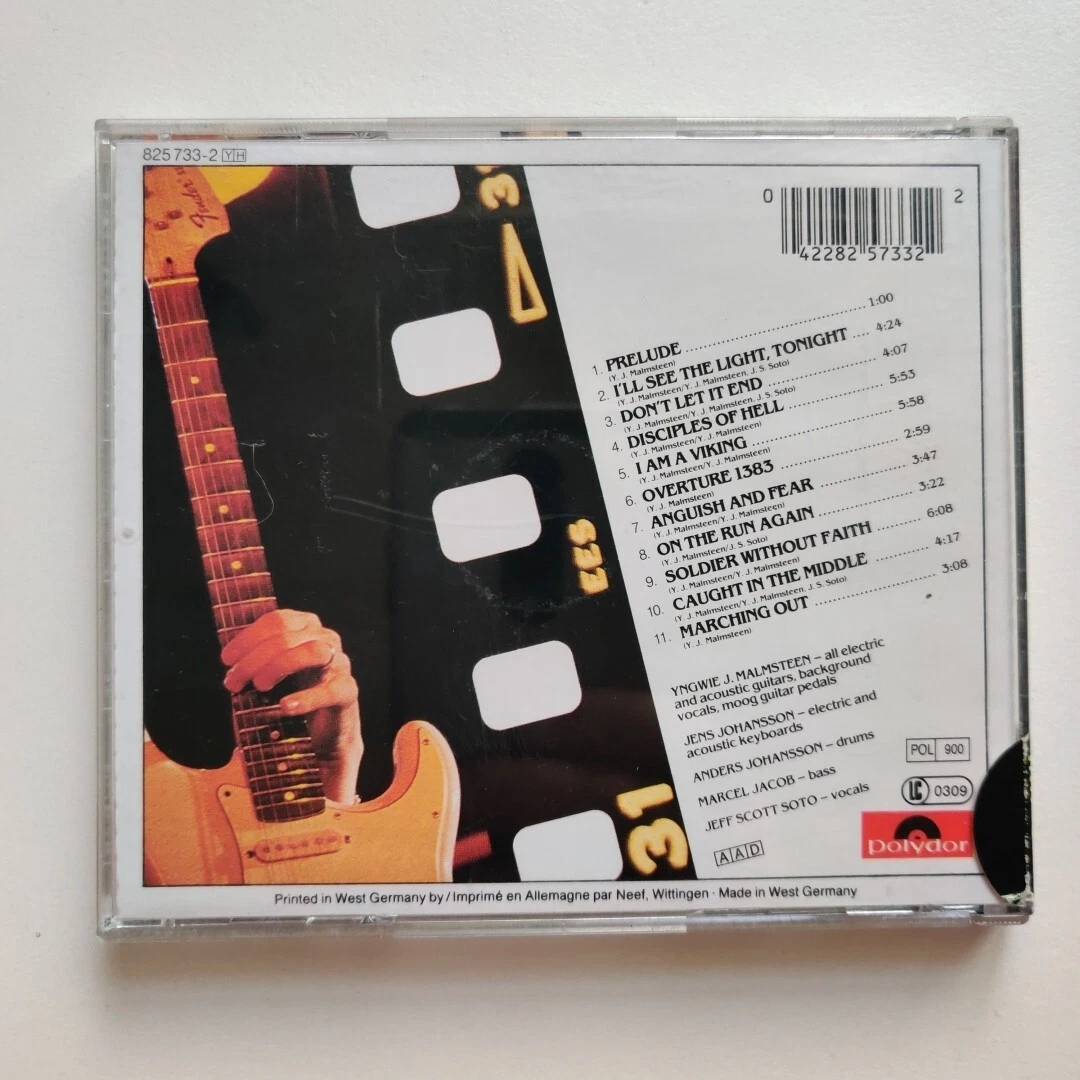 825 733-2 YH
Fender
0 42282 57332 2
1. PRELUDE 1:00
(Y. J. Malmsteen)
2. I'LL SEE THE LIGHT, TONIGHT 4:24
(Y. J. Malmsteen/Y. J. Malmsteen, J. S. Soto)
3. DON'T LET IT END 4:07
(Y. J. Malmsteen/Y. J. Malmsteen, J. S. Soto)
4. DISCIPLES OF HELL 5:53
(Y. J. Malmsteen/Y. J. Malmsteen)
5. I AM A VIKING 5:58
(Y. J. Malmsteen/Y. J. Malmsteen)
6. OVERTURE 1383 2:59
(Y. J. Malmsteen)
7. ANGUISH AND FEAR 3:47
(Y. J. Malmsteen/Y. J. Malmsteen)
8. ON THE RUN AGAIN 3:22
(Y. J. Malmsteen/J. S. Soto)
9. SOLDIER WITHOUT FAITH 6:08
(Y. J. Malmsteen/Y. J. Malmsteen)
10. CAUGHT IN THE MIDDLE 4:17
(Y. J. Malmsteen/Y. J. Malmsteen, J. S. Soto)
11. MARCHING OUT 3:08
(Y. J. Malmsteen)
YNGWIE J. MALMSTEEN – all electric
and acoustic guitars, background
vocals, moog guitar pedals
JENS JOHANSSON – electric and
acoustic keyboards
ANDERS JOHANSSON – drums
MARCEL JACOB – bass
JEFF SCOTT SOTO – vocals
AAD
POL 900
LC 0309
polydor
31
Printed in West Germany by / Imprimé en Allemagne par Neef, Wittingen · Made in West Germany